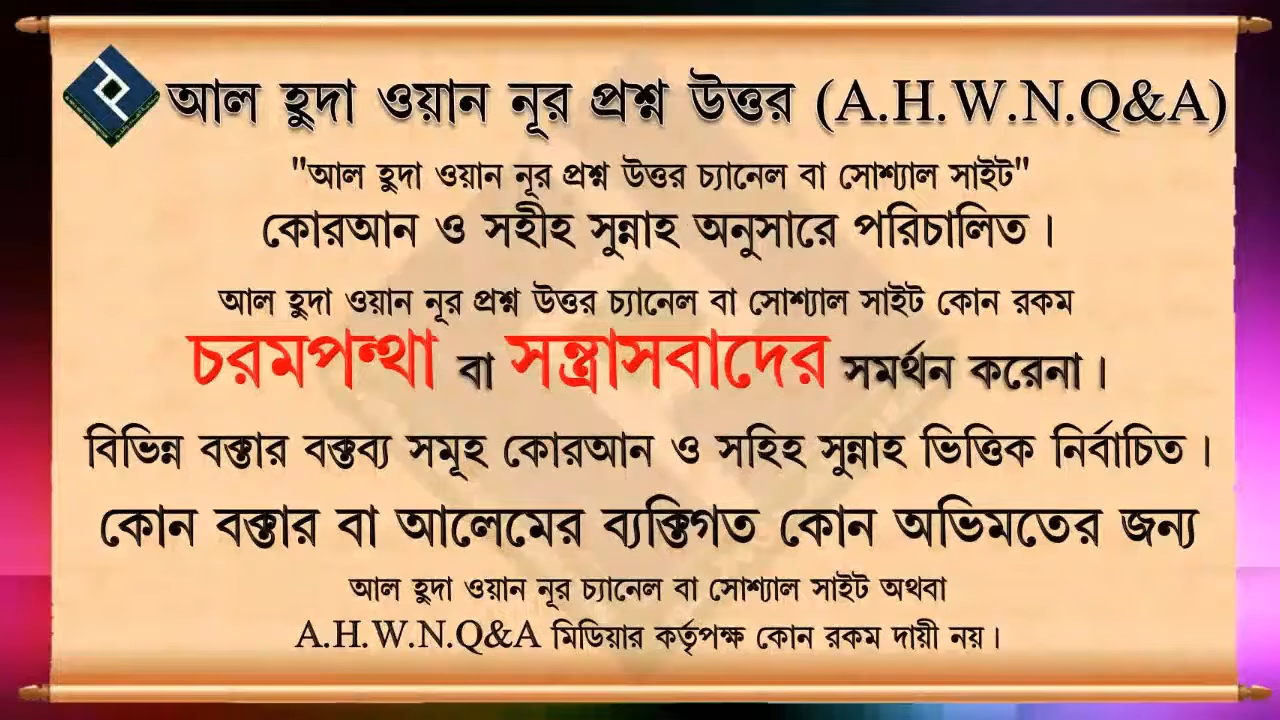 আল হুদা ওয়ান নূর প্রশ্ন উত্তর (A.H.W.N.Q&A)
"আল হুদা ওয়ান নূর প্রশ্ন উত্তর চ্যানেল বা সোশ্যাল সাইট"
কোরআন ও সহীহ সুন্নাহ অনুসারে পরিচালিত।
আল হুদা ওয়ান নূর প্রশ্ন উত্তর চ্যানেল বা সোশ্যাল সাইট কোন রকম
চরমপন্থা বা সন্ত্রাসবাদের সমর্থন করেনা।
বিভিন্ন বক্তার বক্তব্য সমূহ কোরআন ও সহিহ সুন্নাহ ভিত্তিক নির্বাচিত।
কোন বক্তার বা আলেমের ব্যক্তিগত কোন অভিমতের জন্য
আল হুদা ওয়ান নূর চ্যানেল বা সোশ্যাল সাইট অথবা
A.H.W.N.Q&A মিডিয়ার কর্তৃপক্ষ কোন রকম দায়ী নয়।